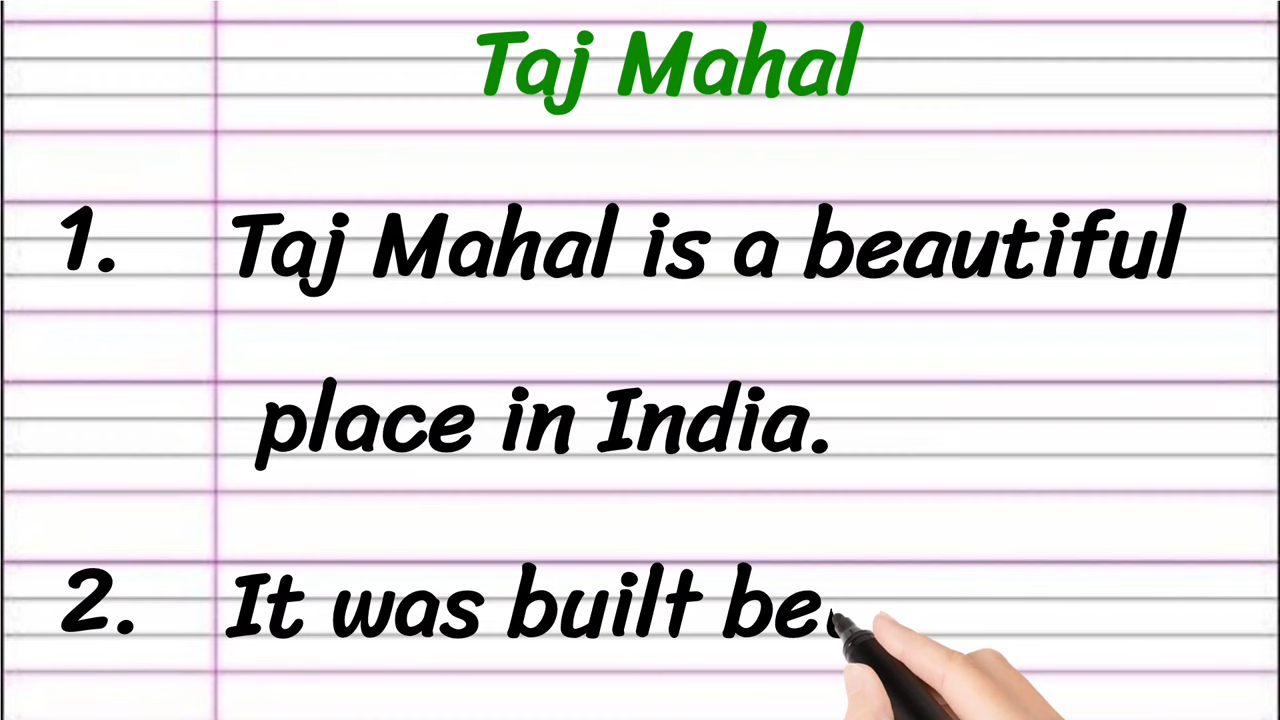 Taj Mahal
1. Taj Mahal is a beautiful
place in India.
2. It was built